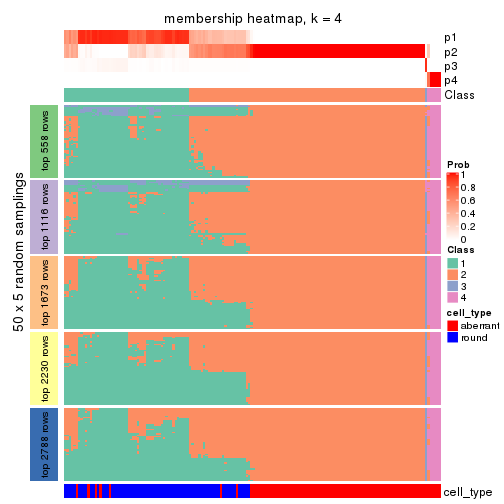 membership heatmap, k = 4
p1
p2
p3
p4
Class
50 x 5 random samplings
top 558 rows
top 1116 rows
top 1673 rows
top 2230 rows
top 2788 rows
cell_type
Prob
1
0.8
0.6
0.4
0.2
0
Class
1
2
3
4
cell_type
aberrant
round